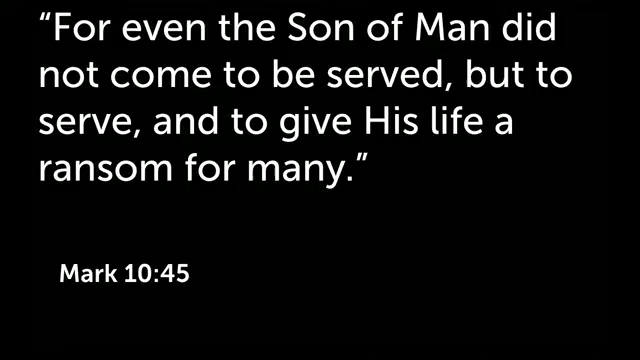 “For even the Son of Man did
not come to be served, but to
serve, and to give His life a
ransom for many.”
Mark 10:45